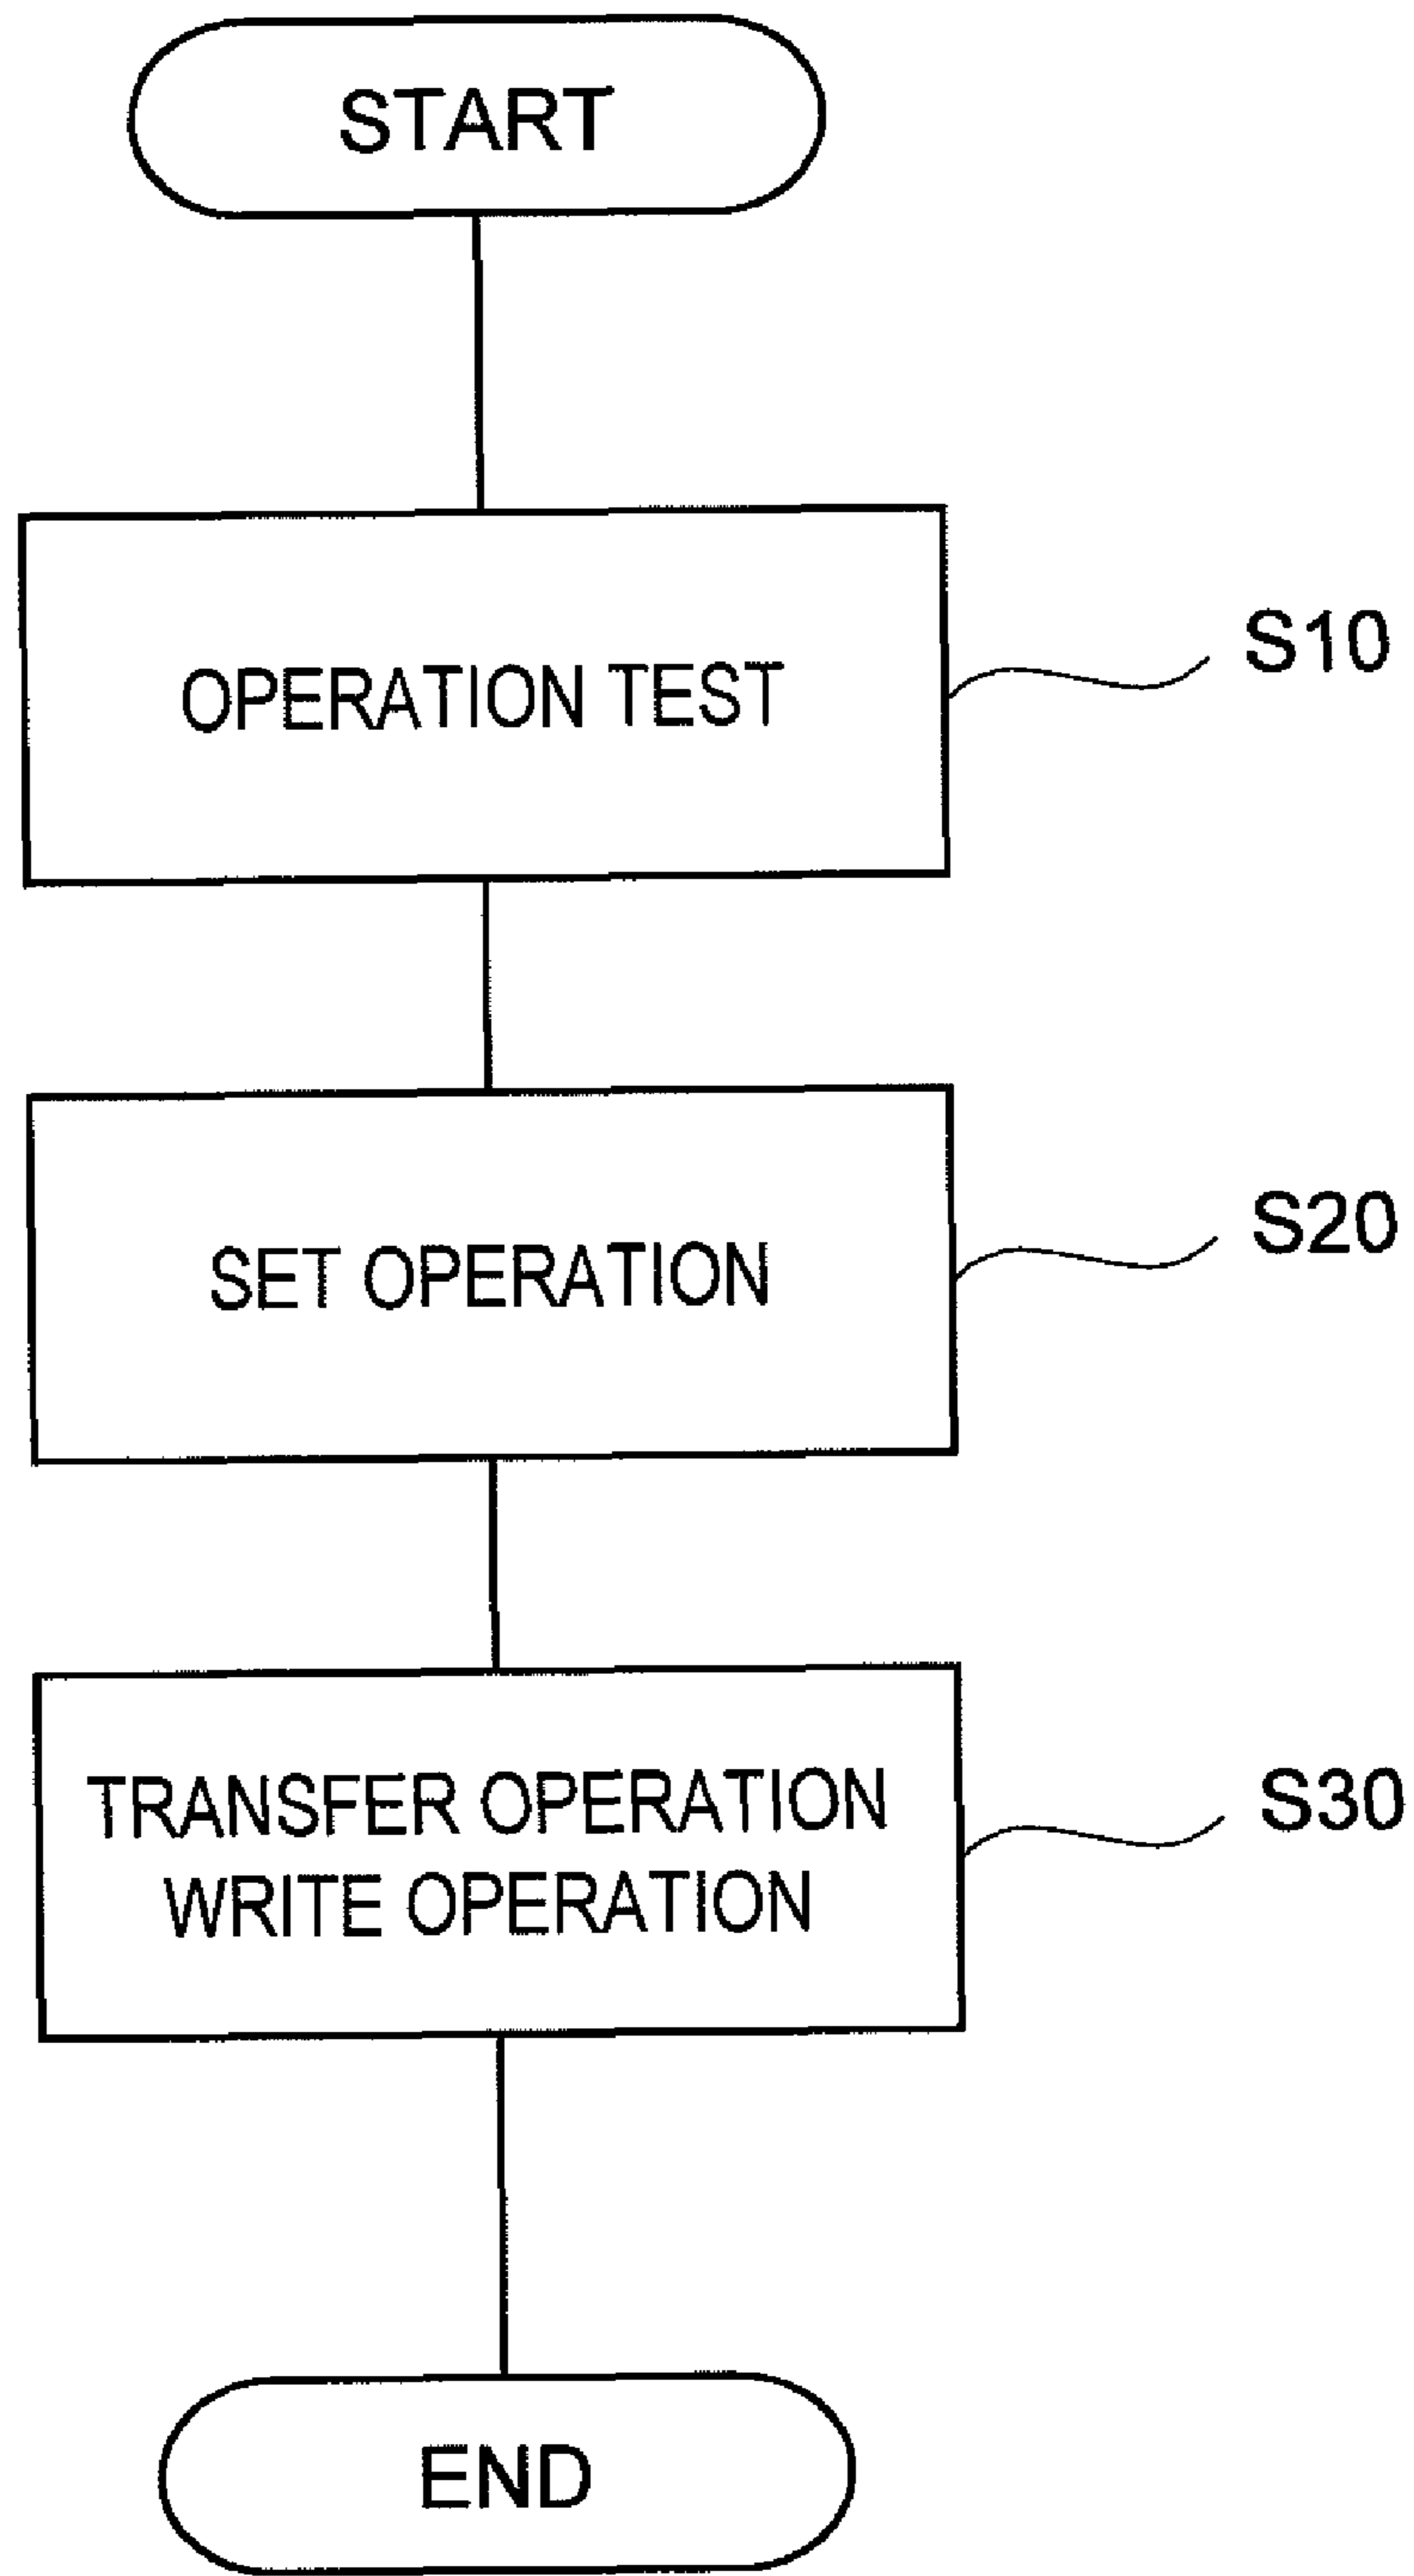 START
OPERATION TEST
S10
SET OPERATION
S20
TRANSFER OPERATION
WRITE OPERATION
S30
END